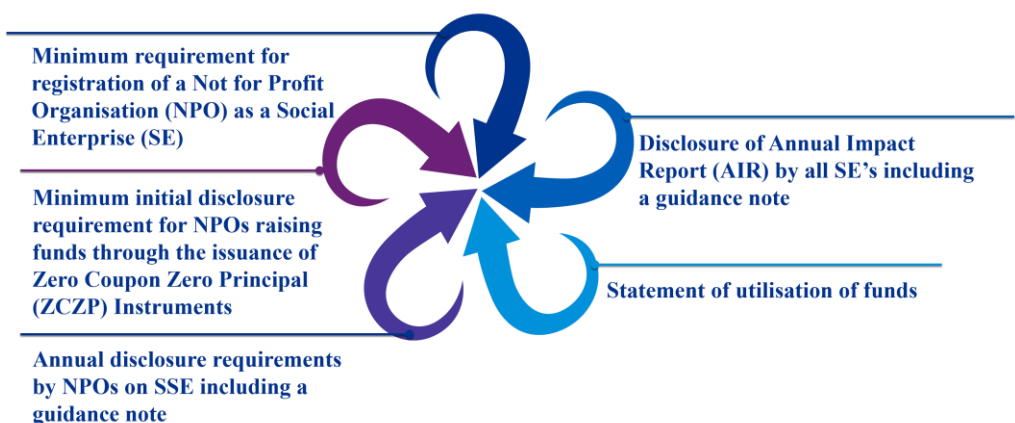 Minimum requirement for
registration of a Not for Profit
Organisation (NPO) as a Social
Enterprise (SE)
Minimum initial disclosure
requirement for NPOs raising
funds through the issuance of
Zero Coupon Zero Principal
(ZCZP) Instruments
Annual disclosure requirements
by NPOs on SSE including a
guidance note
Disclosure of Annual Impact
Report (AIR) by all SE's including
a guidance note
Statement of utilisation of funds